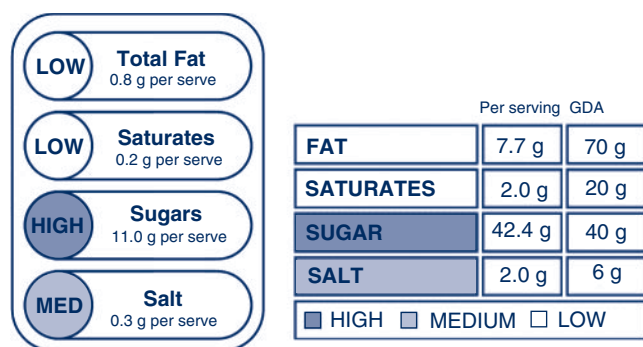 LOW Total Fat
0.8 g per serve
LOW Saturates
0.2 g per serve
HIGH Sugars
11.0 g per serve
MED Salt
0.3 g per serve
Per serving GDA
FAT 7.7 g 70 g
SATURATES 2.0 g 20 g
SUGAR 42.4 g 40 g
SALT 2.0 g 6 g
HIGH MEDIUM LOW